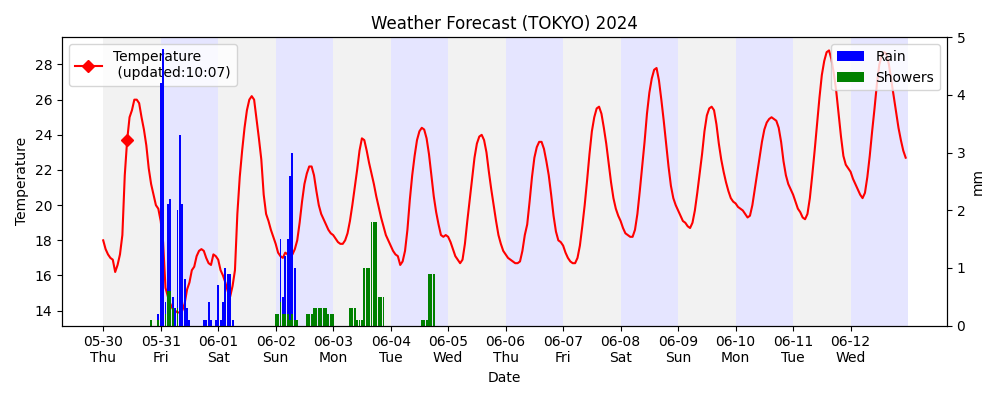 Weather Forecast (TOKYO) 2024
Temperature
(updated:10:07)
Rain
Showers
Temperature
28
26
24
22
20
18
16
14
5
4
3
2
1
0
mm
05-30 05-31 06-01 06-02 06-03 06-04 06-05 06-06 06-07 06-08 06-09 06-10 06-11 06-12
Thu Fri Sat Sun Mon Tue Wed Thu Fri Sat Sun Mon Tue Wed
Date